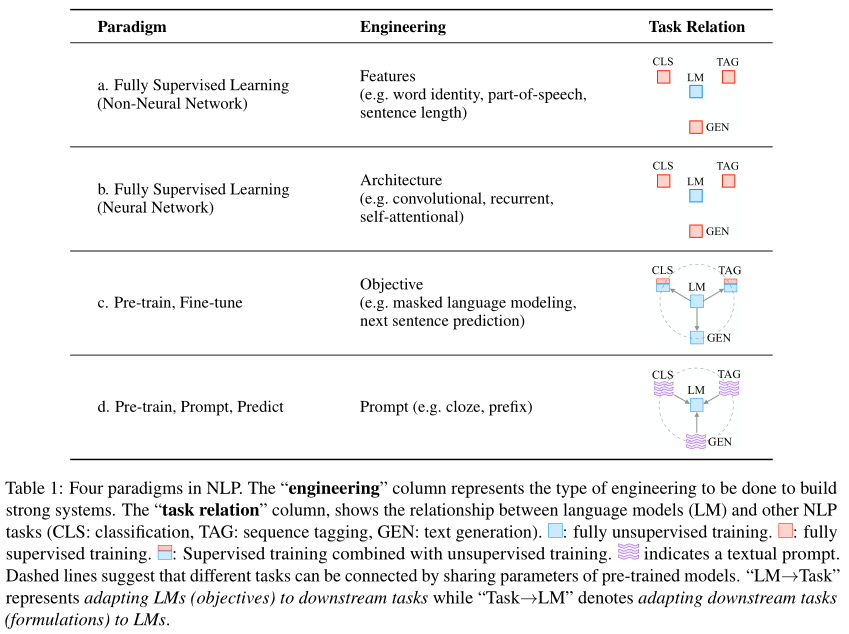 Paradigm Engineering Task Relation
a. Fully Supervised Learning
(Non-Neural Network)
Features
(e.g. word identity, part-of-speech,
sentence length)
CLS TAG
LM
GEN
b. Fully Supervised Learning
(Neural Network)
Architecture
(e.g. convolutional, recurrent,
self-attentional)
CLS TAG
LM
GEN
c. Pre-train, Fine-tune
Objective
(e.g. masked language modeling,
next sentence prediction)
CLS TAG
LM
GEN
d. Pre-train, Prompt, Predict
Prompt (e.g. cloze, prefix)
CLS TAG
LM
GEN
Table 1: Four paradigms in NLP. The “engineering” column represents the type of engineering to be done to build
strong systems. The “task relation” column, shows the relationship between language models (LM) and other NLP
tasks (CLS: classification, TAG: sequence tagging, GEN: text generation). : fully unsupervised training. : fully
supervised training. : Supervised training combined with unsupervised training. indicates a textual prompt.
Dashed lines suggest that different tasks can be connected by sharing parameters of pre-trained models. “LM→Task”
represents adapting LMs (objectives) to downstream tasks while “Task→LM” denotes adapting downstream tasks
(formulations) to LMs.